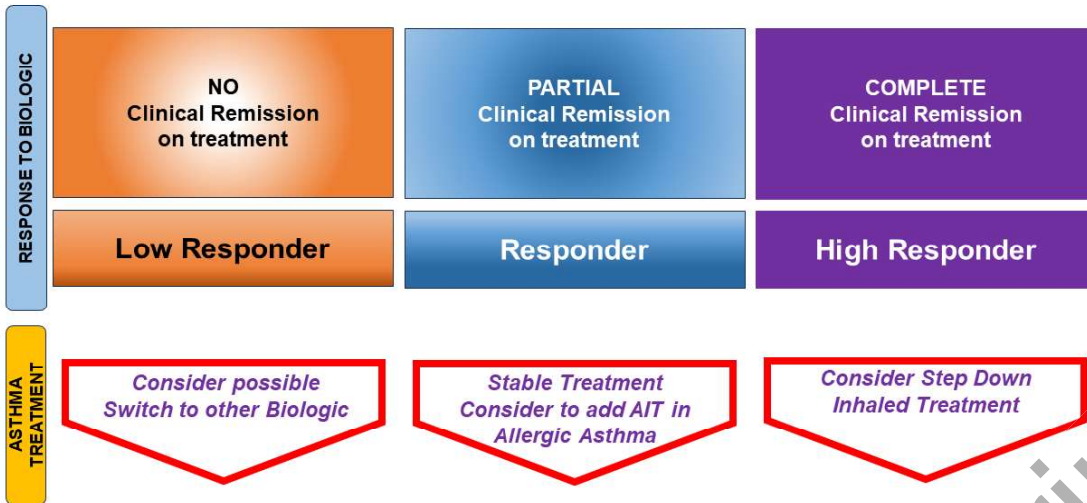 RESPONSE TO BIOLOGIC
NO
Clinical Remission
on treatment
PARTIAL
Clinical Remission
on treatment
COMPLETE
Clinical Remission
on treatment
Low Responder
Responder
High Responder
ASTHMA
TREATMENT
Consider possible
Switch to other Biologic
Stable Treatment
Consider to add AIT in
Allergic Asthma
Consider Step Down
Inhaled Treatment